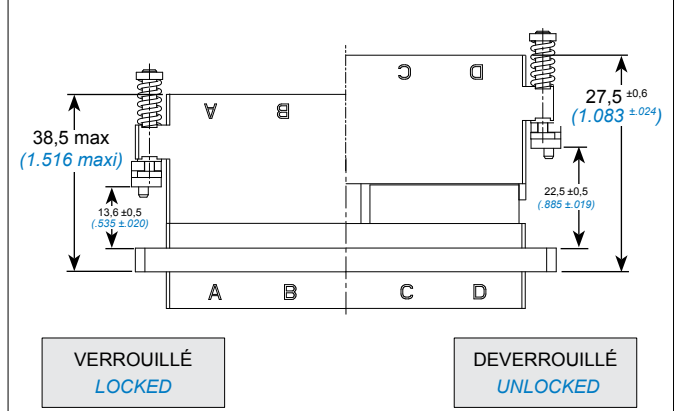 C D
A B
27,5 ±0,6
(1.083 ±.024)
38,5 max
(1.516 maxi)
22,5 ±0,5
(.885 ±.019)
13,6 ±0,5
(.535 ±.020)
A B C D
VERROUILLÉ
LOCKED
DEVERROUILLÉ
UNLOCKED